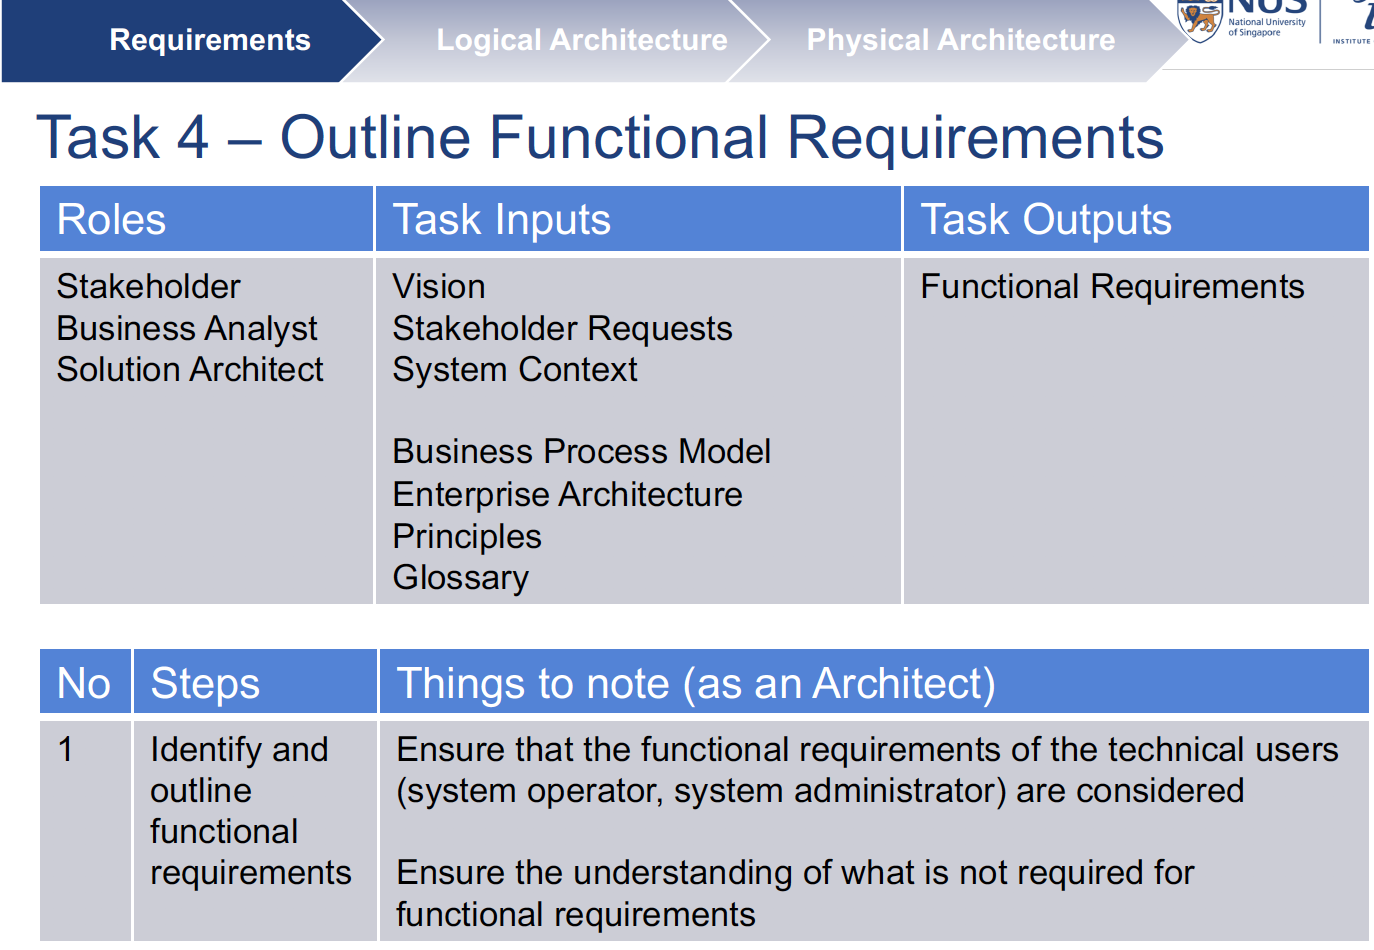 Requirements
Logical Architecture
Physical Architecture
NUS
National University
of Singapore
INSTITUTE
Task 4 – Outline Functional Requirements
Roles
Task Inputs
Task Outputs
Stakeholder
Business Analyst
Solution Architect
Vision
Stakeholder Requests
System Context
Business Process Model
Enterprise Architecture
Principles
Glossary
Functional Requirements
No
Steps
Things to note (as an Architect)
1
Identify and
outline
functional
requirements
Ensure that the functional requirements of the technical users
(system operator, system administrator) are considered
Ensure the understanding of what is not required for
functional requirements